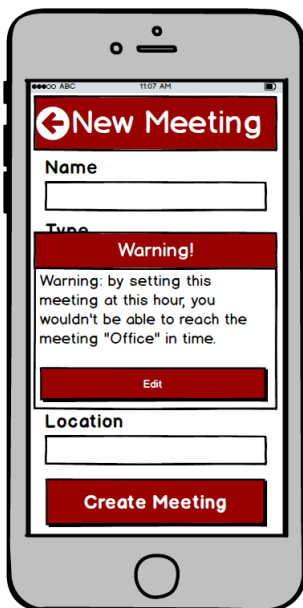 ABC 11:07 AM
New Meeting
Name
Type
Warning!
Warning: by setting this
meeting at this hour, you
wouldn't be able to reach the
meeting "Office" in time.
Edit
Location
Create Meeting